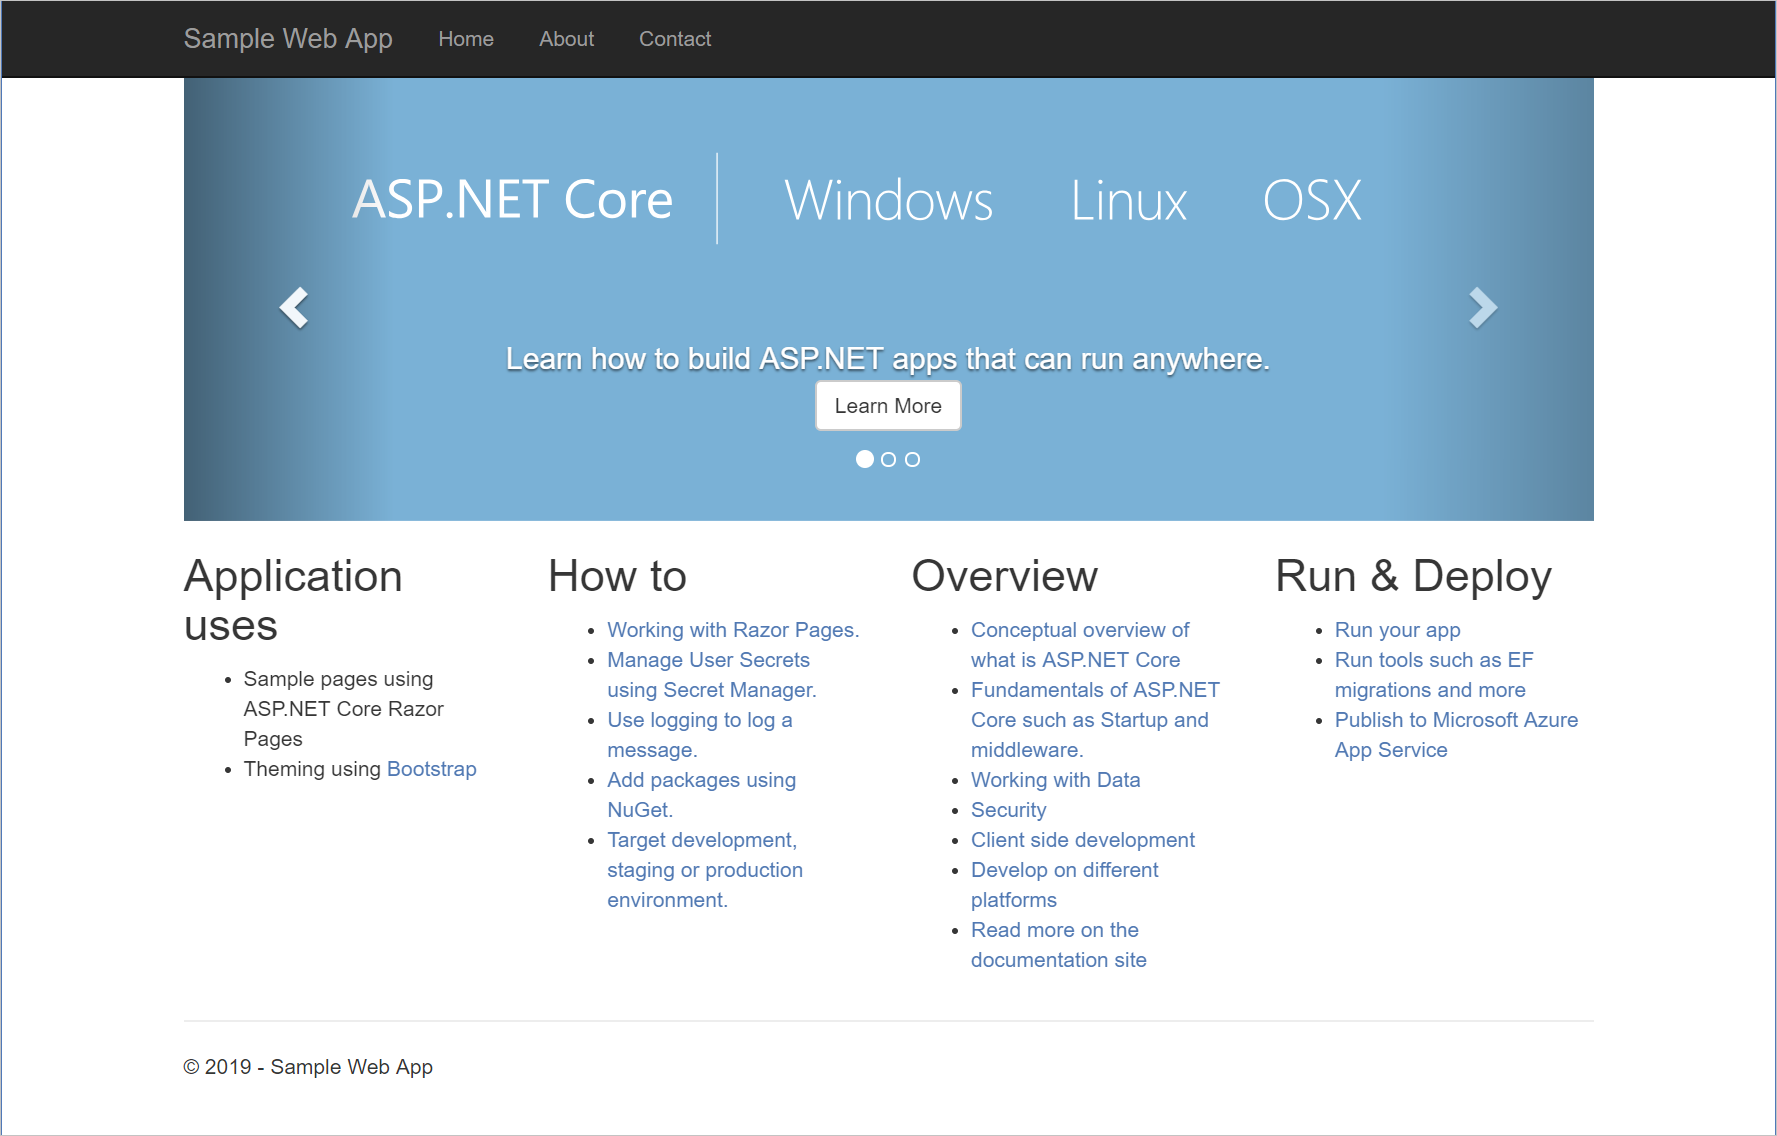 Sample Web App Home About Contact
ASP.NET Core Windows Linux OSX
Learn how to build ASP.NET apps that can run anywhere.
Learn More
Application
uses
Sample pages using
ASP.NET Core Razor
Pages
Theming using Bootstrap
How to
Working with Razor Pages.
Manage User Secrets
using Secret Manager.
Use logging to log a
message.
Add packages using
NuGet.
Target development,
staging or production
environment.
Overview
Conceptual overview of
what is ASP.NET Core
Fundamentals of ASP.NET
Core such as Startup and
middleware.
Working with Data
Security
Client side development
Develop on different
platforms
Read more on the
documentation site
Run & Deploy
Run your app
Run tools such as EF
migrations and more
Publish to Microsoft Azure
App Service
© 2019 - Sample Web App